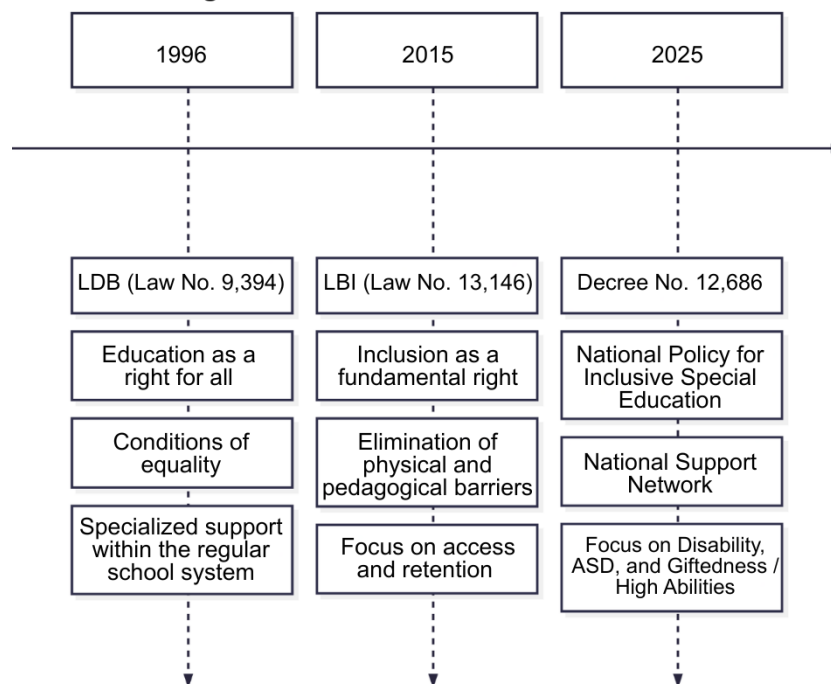 1996
2015
2025
LDB (Law No. 9,394)
Education as a
right for all
Conditions of
equality
Specialized support
within the regular
school system
LBI (Law No. 13,146)
Inclusion as a
fundamental right
Elimination of
physical and
pedagogical barriers
Focus on access
and retention
Decree No. 12,686
National Policy for
Inclusive Special
Education
National Support
Network
Focus on Disability,
ASD, and Giftedness /
High Abilities